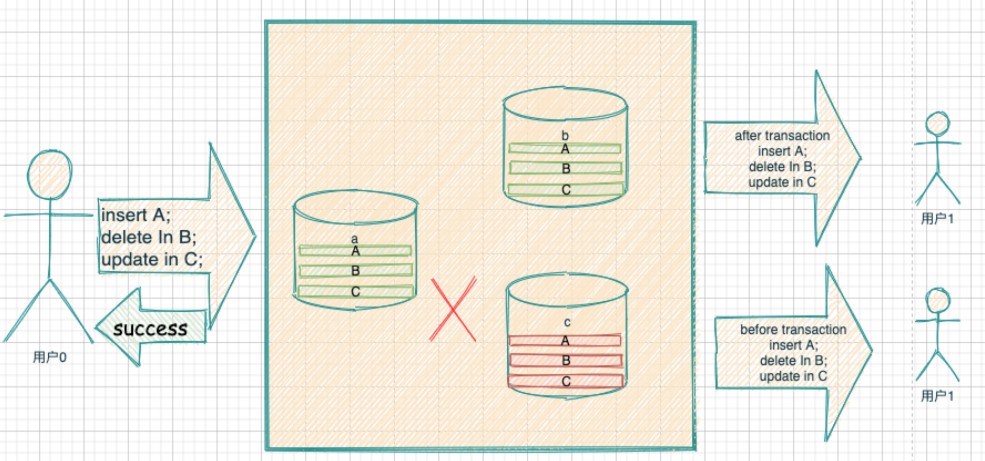 insert A;
delete In B;
update in C;
success
用户0
a
A
B
C
b
A
B
C
c
A
B
C
after transaction
insert A;
delete In B;
update in C
用户1
before transaction
insert A;
delete In B;
update in C
用户1